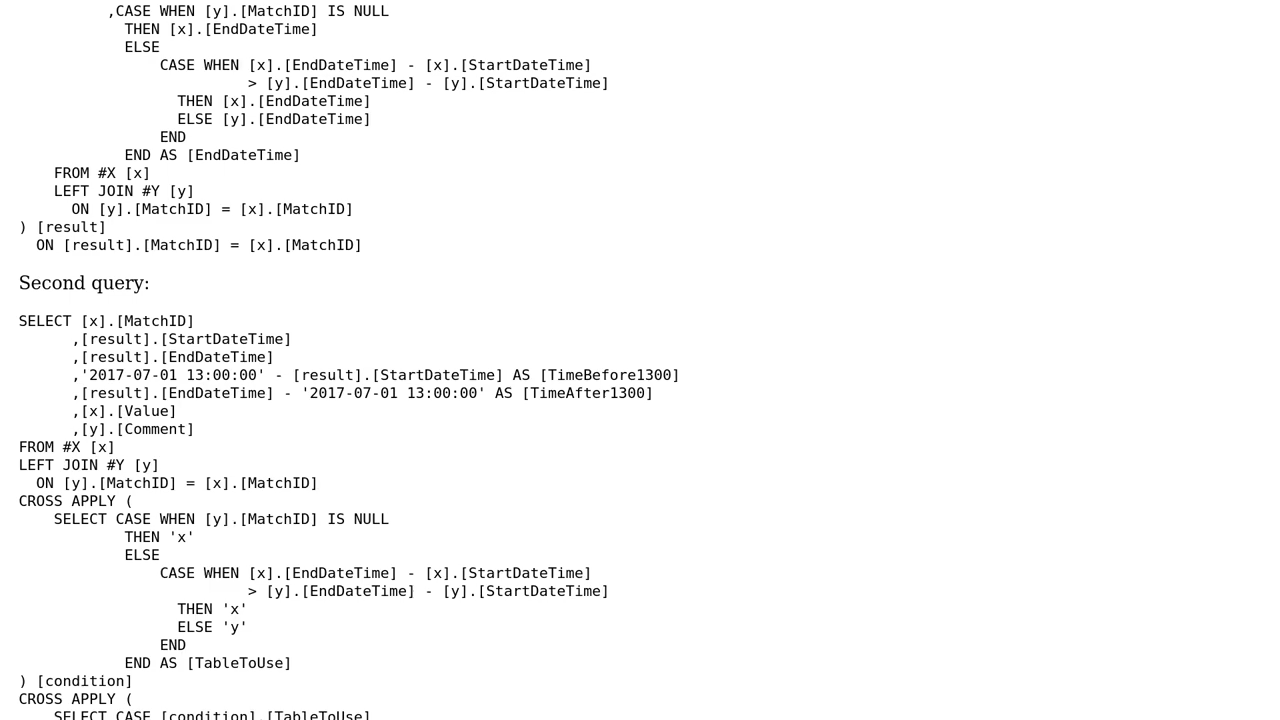 ,CASE WHEN [y].[MatchID] IS NULL
THEN [x].[EndDateTime]
ELSE
CASE WHEN [x].[EndDateTime] - [x].[StartDateTime]
> [y].[EndDateTime] - [y].[StartDateTime]
THEN [x].[EndDateTime]
ELSE [y].[EndDateTime]
END
END AS [EndDateTime]
FROM #X [x]
LEFT JOIN #Y [y]
ON [y].[MatchID] = [x].[MatchID]
) [result]
ON [result].[MatchID] = [x].[MatchID]
Second query:
SELECT [x].[MatchID]
,[result].[StartDateTime]
,[result].[EndDateTime]
,'2017-07-01 13:00:00' - [result].[StartDateTime] AS [TimeBefore1300]
,[result].[EndDateTime] - '2017-07-01 13:00:00' AS [TimeAfter1300]
,[x].[Value]
,[y].[Comment]
FROM #X [x]
LEFT JOIN #Y [y]
ON [y].[MatchID] = [x].[MatchID]
CROSS APPLY (
SELECT CASE WHEN [y].[MatchID] IS NULL
THEN 'x'
ELSE
CASE WHEN [x].[EndDateTime] - [x].[StartDateTime]
> [y].[EndDateTime] - [y].[StartDateTime]
THEN 'x'
ELSE 'y'
END
END AS [TableToUse]
) [condition]
CROSS APPLY (
SELECT CASE [condition].[TableToUse]